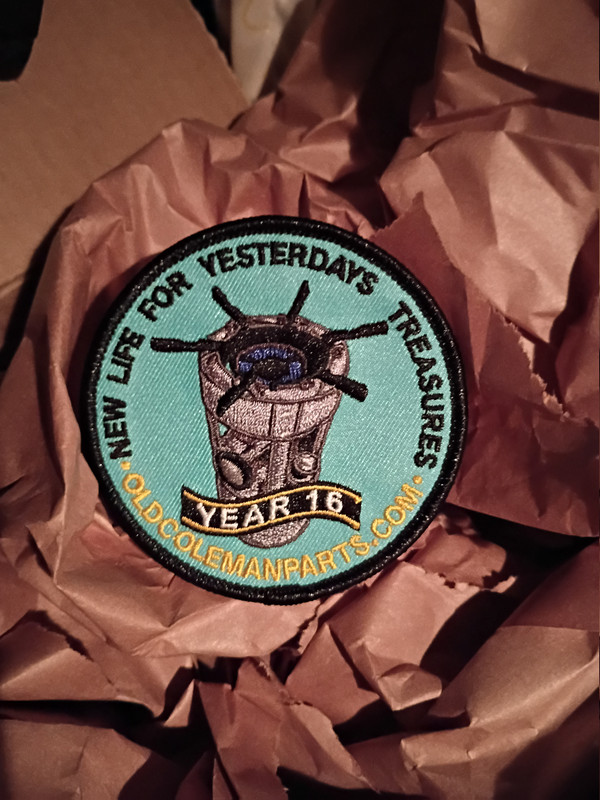 NEW LIFE FOR YESTERDAYS TREASURES
YEAR 16
• OLDCOLEMANPARTS.COM •